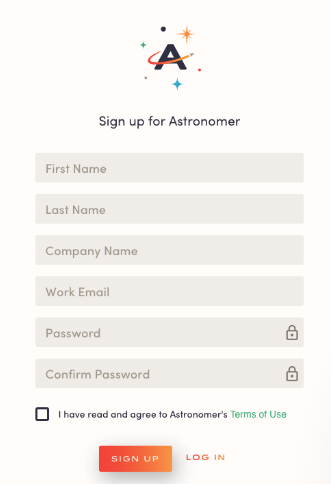 A
Sign up for Astronomer
First Name
Last Name
Company Name
Work Email
Password
Confirm Password
I have read and agree to Astronomer's Terms of Use
SIGN UP LOG IN